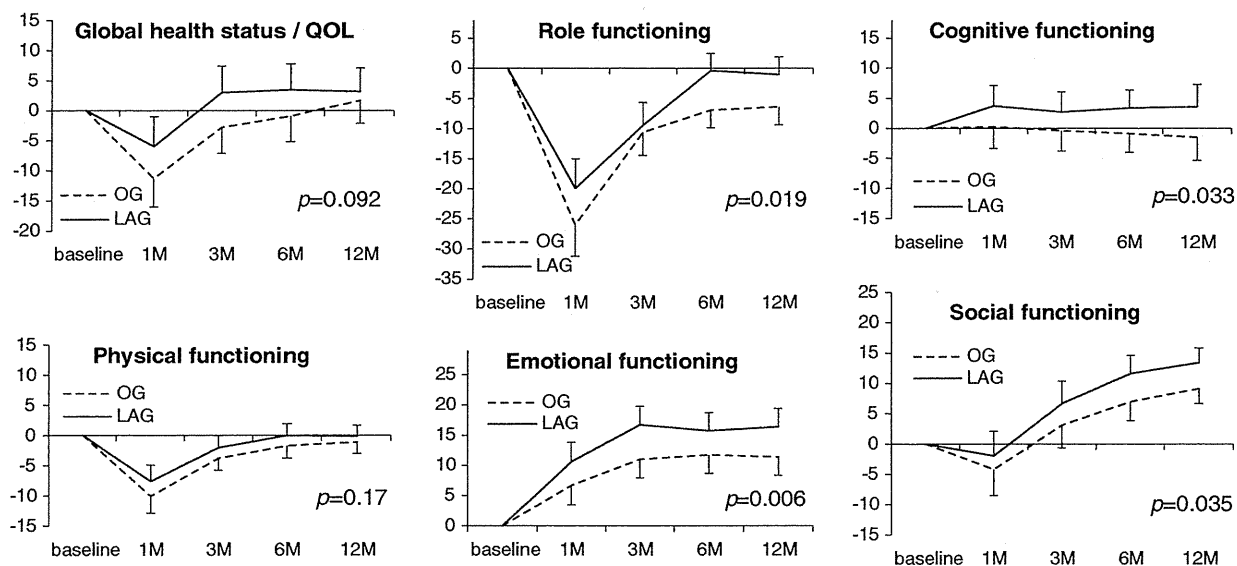 Global health status / QOL
15
10
5
0
-5
-10
-15
-20
OG
LAG
p=0.092
baseline 1M 3M 6M 12M
Role functioning
5
0
-5
-10
-15
-20
-25
-30
-35
OG
LAG
p=0.019
baseline 1M 3M 6M 12M
Cognitive functioning
15
10
5
0
-5
-10
-15
OG
LAG
p=0.033
baseline 1M 3M 6M 12M
Physical functioning
15
10
5
0
-5
-10
-15
OG
LAG
p=0.17
baseline 1M 3M 6M 12M
Emotional functioning
25
20
15
10
5
0
OG
LAG
p=0.006
baseline 1M 3M 6M 12M
Social functioning
25
20
15
10
5
0
-5
-10
-15
OG
LAG
p=0.035
baseline 1M 3M 6M 12M